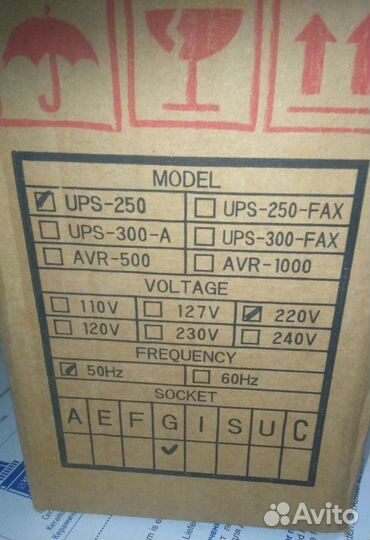 MODEL
UPS-250 UPS-250-FAX
UPS-300-A UPS-300-FAX
AVR-500 AVR-1000
VOLTAGE
110V 127V 220V
120V 230V 240V
FREQUENCY
50Hz 60Hz
SOCKET
A E F G I S U C
Avito